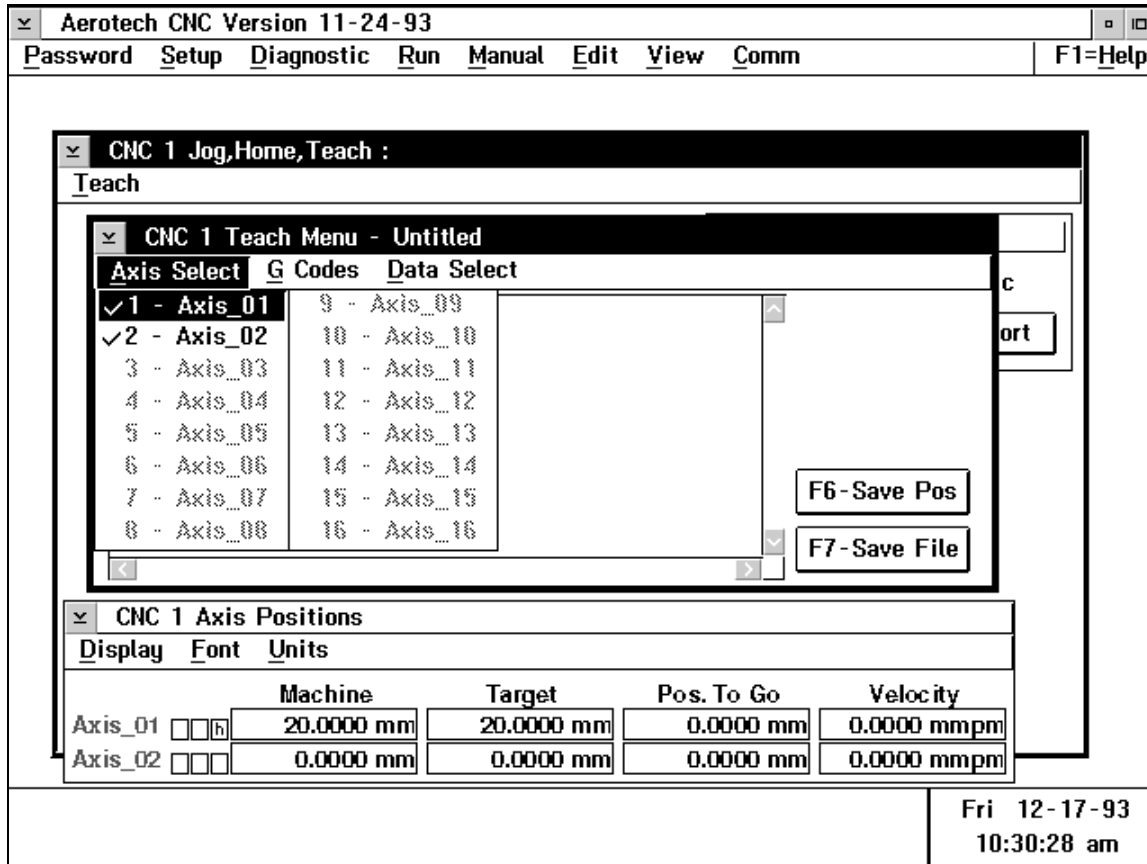 Aerotech CNC Version 11-24-93
Password Setup Diagnostic Run Manual Edit View Comm F1=Help
CNC 1 Jog,Home,Teach :
Teach
CNC 1 Teach Menu - Untitled
Axis Select G Codes Data Select
c
ort
✓1 - Axis_01
✓2 - Axis_02
3 - Axis_03
4 - Axis_04
5 - Axis_05
6 - Axis_06
7 - Axis_07
8 - Axis_08
9 - Axis_09
10 - Axis_10
11 - Axis_11
12 - Axis_12
13 - Axis_13
14 - Axis_14
15 - Axis_15
16 - Axis_16
F6-Save Pos
F7-Save File
CNC 1 Axis Positions
Display Font Units
Machine Target Pos. To Go Velocity
Axis_01 h 20.0000 mm 20.0000 mm 0.0000 mm 0.0000 mmpm
Axis_02 0.0000 mm 0.0000 mm 0.0000 mm 0.0000 mmpm
Fri 12-17-93
10:30:28 am